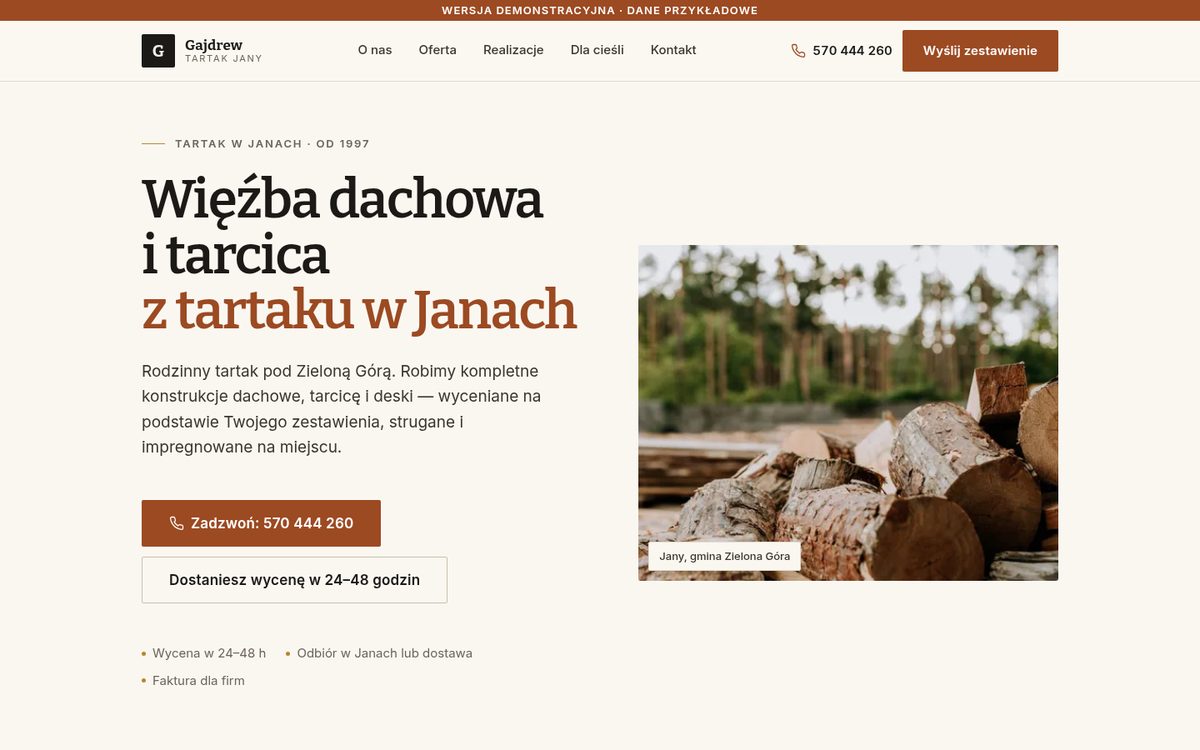 WERSJA DEMONSTRACYJNA · DANE PRZYKŁADOWE
G
Gajdrew
TARTAK JANY
O nas
Oferta
Realizacje
Dla cieśli
Kontakt
570 444 260
Wyślij zestawienie
TARTAK W JANACH · OD 1997
Więźba dachowa
i tarcica
z tartaku w Janach
Rodzinny tartak pod Zieloną Górą. Robimy kompletne
konstrukcje dachowe, tarcicę i deski — wyceniane na
podstawie Twojego zestawienia, strugane i
impregnowane na miejscu.
Zadzwoń: 570 444 260
Dostaniesz wycenę w 24–48 godzin
Jany, gmina Zielona Góra
• Wycena w 24–48 h
• Odbiór w Janach lub dostawa
• Faktura dla firm